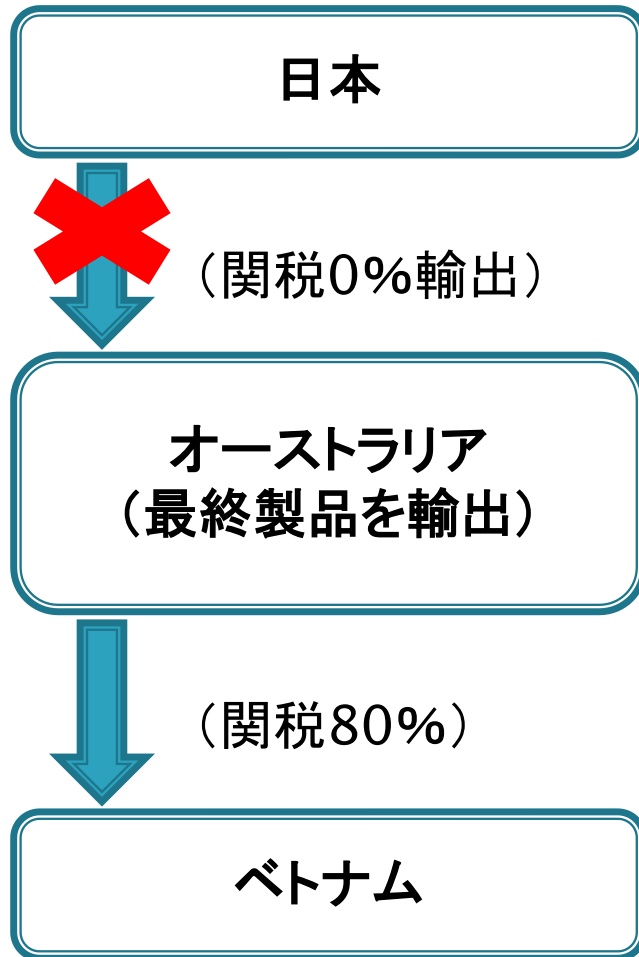 日本
（関税0%輸出）
オーストラリア
（最終製品を輸出）
（関税80%）
ベトナム